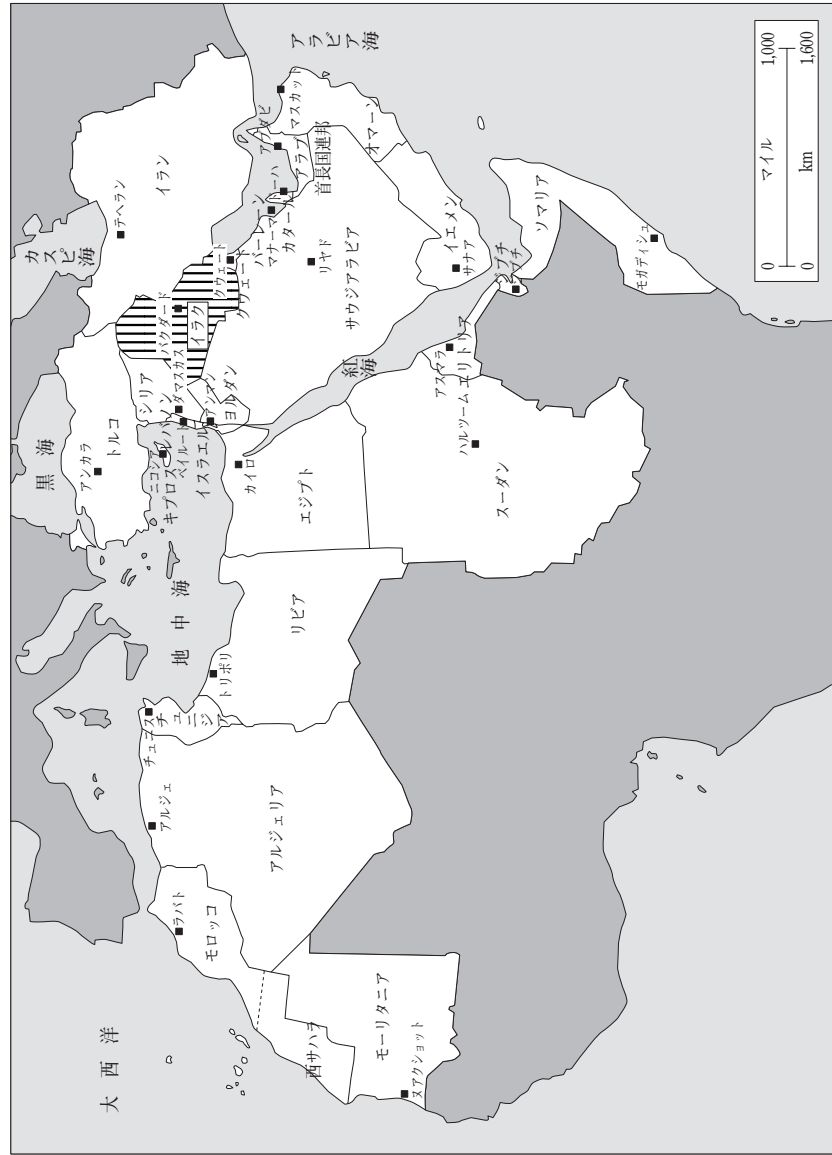 大西洋
地中海
黒海
カスピ海
紅海
アラビア海
ラバト
モロッコ
西サハラ
モーリタニア
ヌアクショット
アルジェ
アルジェリア
チュニス
チュニジア
トリポリ
リビア
カイロ
エジプト
ハルツーム
スーダン
アスマラ
エリトリア
ジブチ
ジブチ
ソマリア
モガディシュ
アンカラ
トルコ
ニコシア
キプロス
レバノン
ベイルート
イスラエル
シリア
ダマスカス
アンマン
ヨルダン
バグダード
イラク
テヘラン
イラン
クウェート
クウェート
バーレーン
マナーマ
カタール
ドーハ
アブダビ
アラブ
首長国連邦
マスカット
オマーン
リヤド
サウジアラビア
イエメン
サナア
0 マイル 1,000
0 km 1,600